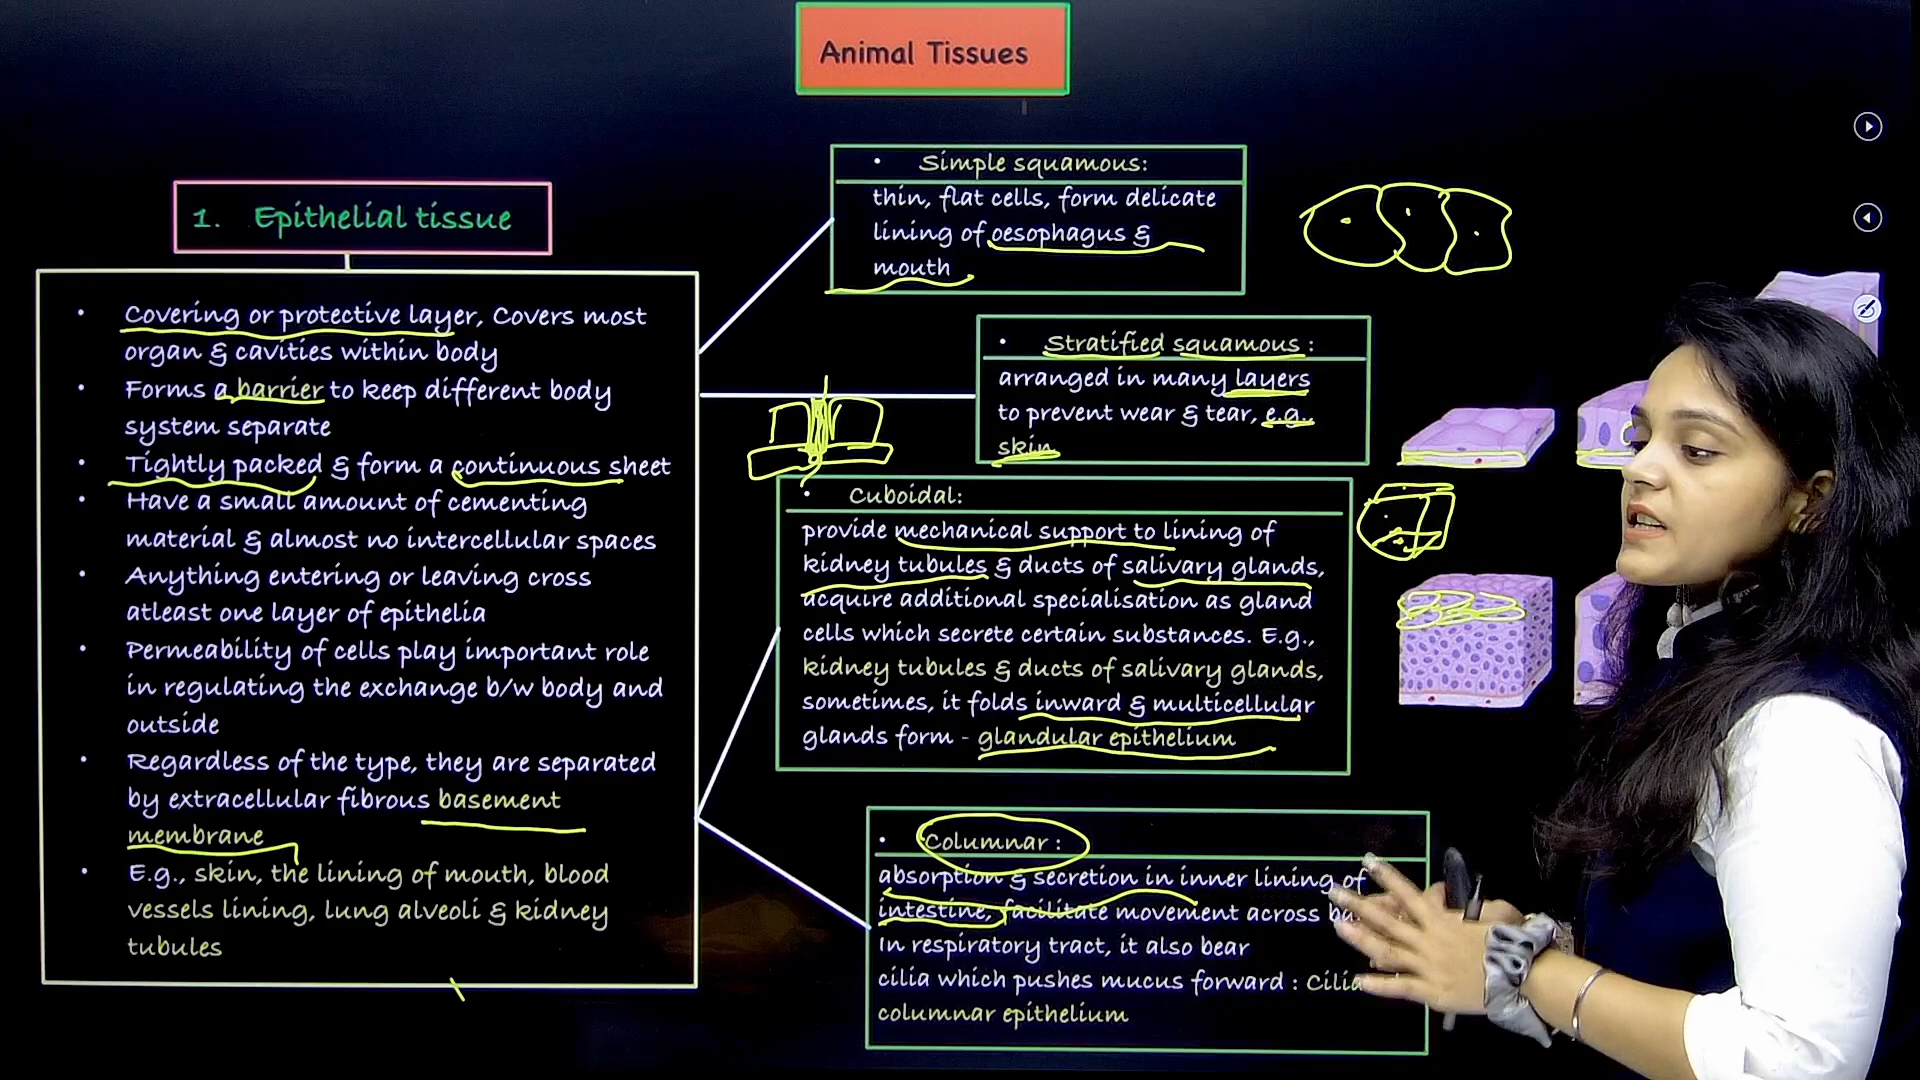 Animal Tissues
1. Epithelial tissue
• Covering or protective layer, Covers most
organ & cavities within body
• Forms a barrier to keep different body
system separate
• Tightly packed & form a continuous sheet
• Have a small amount of cementing
material & almost no intercellular spaces
• Anything entering or leaving cross
atleast one layer of epithelia
• Permeability of cells play important role
in regulating the exchange b/w body and
outside
• Regardless of the type, they are separated
by extracellular fibrous basement
membrane
• E.g., skin, the lining of mouth, blood
vessels lining, lung alveoli & kidney
tubules
• Simple squamous:
thin, flat cells, form delicate
lining of oesophagus &
mouth
• Stratified squamous :
arranged in many layers
to prevent wear & tear, e.g.,
skin
• Cuboidal:
provide mechanical support to lining of
kidney tubules & ducts of salivary glands,
acquire additional specialisation as gland
cells which secrete certain substances. E.g.,
kidney tubules & ducts of salivary glands,
sometimes, it folds inward & multicellular
glands form - glandular epithelium
• Columnar :
absorption & secretion in inner lining of
intestine, facilitate movement across
In respiratory tract, it also bear
cilia which pushes mucus forward :
columnar epithelium